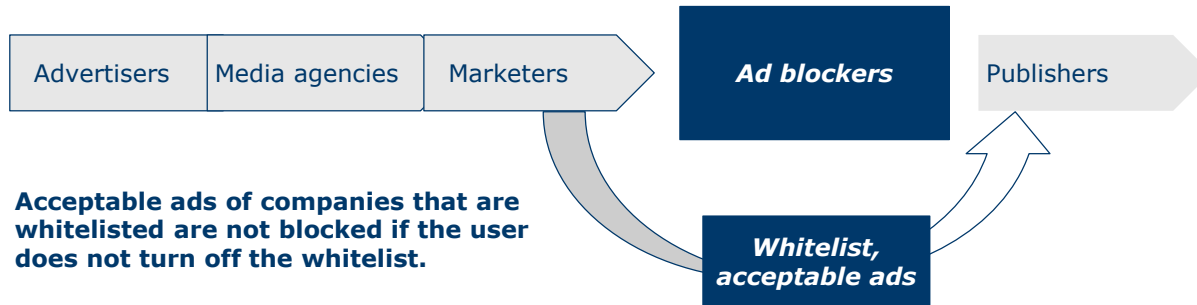 Advertisers
Media agencies
Marketers
Ad blockers
Publishers
Acceptable ads of companies that are
whitelisted are not blocked if the user
does not turn off the whitelist.
Whitelist,
acceptable ads